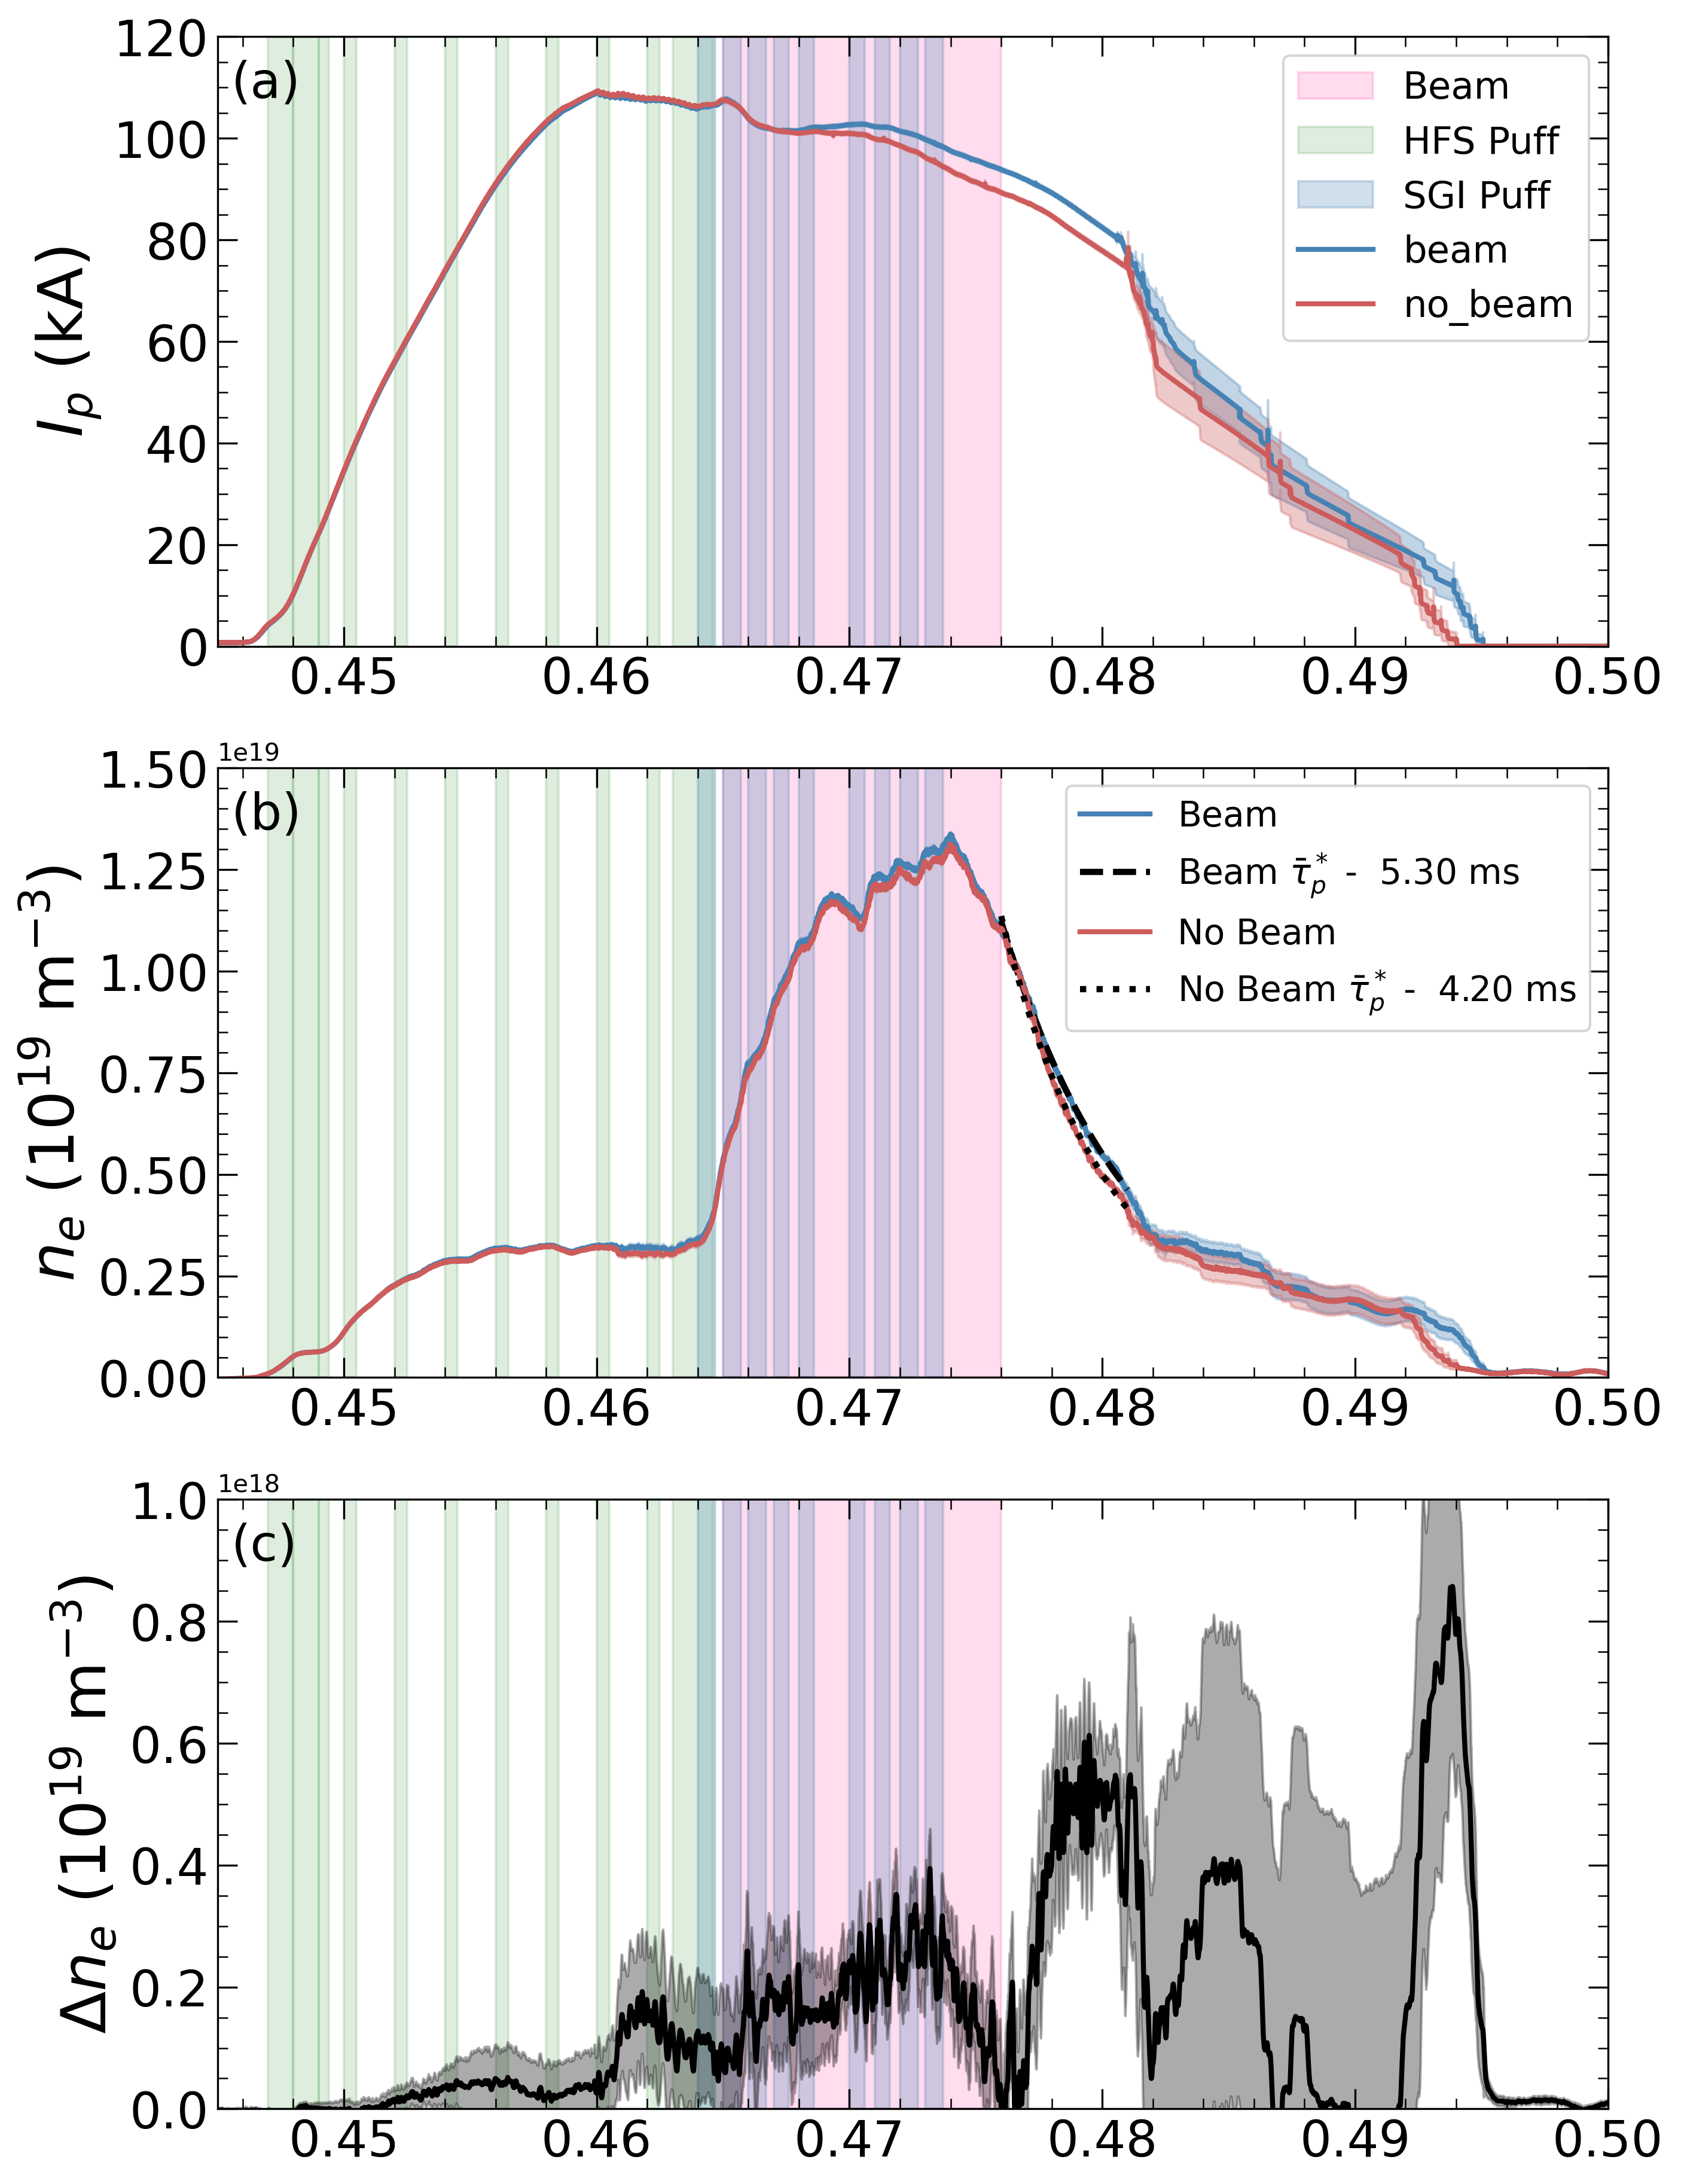 (a)
I_p (kA)
120
100
80
60
40
20
0
Beam
HFS Puff
SGI Puff
beam
no_beam
0.45 0.46 0.47 0.48 0.49 0.50
1e19
(b)
n_e (10^19 m^−3)
1.50
1.25
1.00
0.75
0.50
0.25
0.00
Beam
Beam τ̄_p^* - 5.30 ms
No Beam
No Beam τ̄_p^* - 4.20 ms
0.45 0.46 0.47 0.48 0.49 0.50
1e18
(c)
Δn_e (10^19 m^−3)
1.0
0.8
0.6
0.4
0.2
0.0
0.45 0.46 0.47 0.48 0.49 0.50